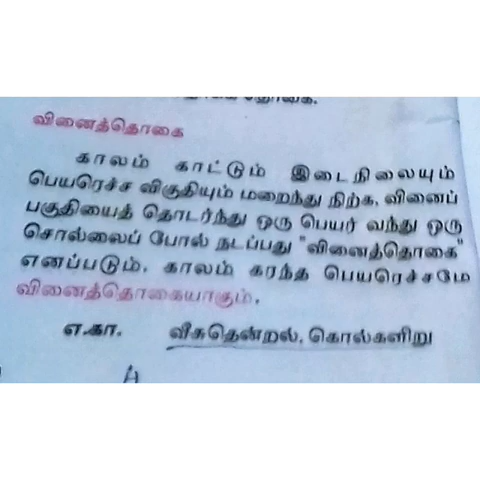 வினைத்தொகை
காலம் காட்டும் இடைநிலையும்
பெயரெச்ச விகுதியும் மறைந்து நிற்க, வினைப்
பகுதியைத் தொடர்ந்து ஒரு பெயர் வந்து ஒரு
சொல்லைப் போல் நடப்பது "வினைத்தொகை"
எனப்படும். காலம் கரந்த பெயரெச்சமே
வினைத்தொகையாகும்.
எ.கா. வீசுதென்றல், கொல்களிறு